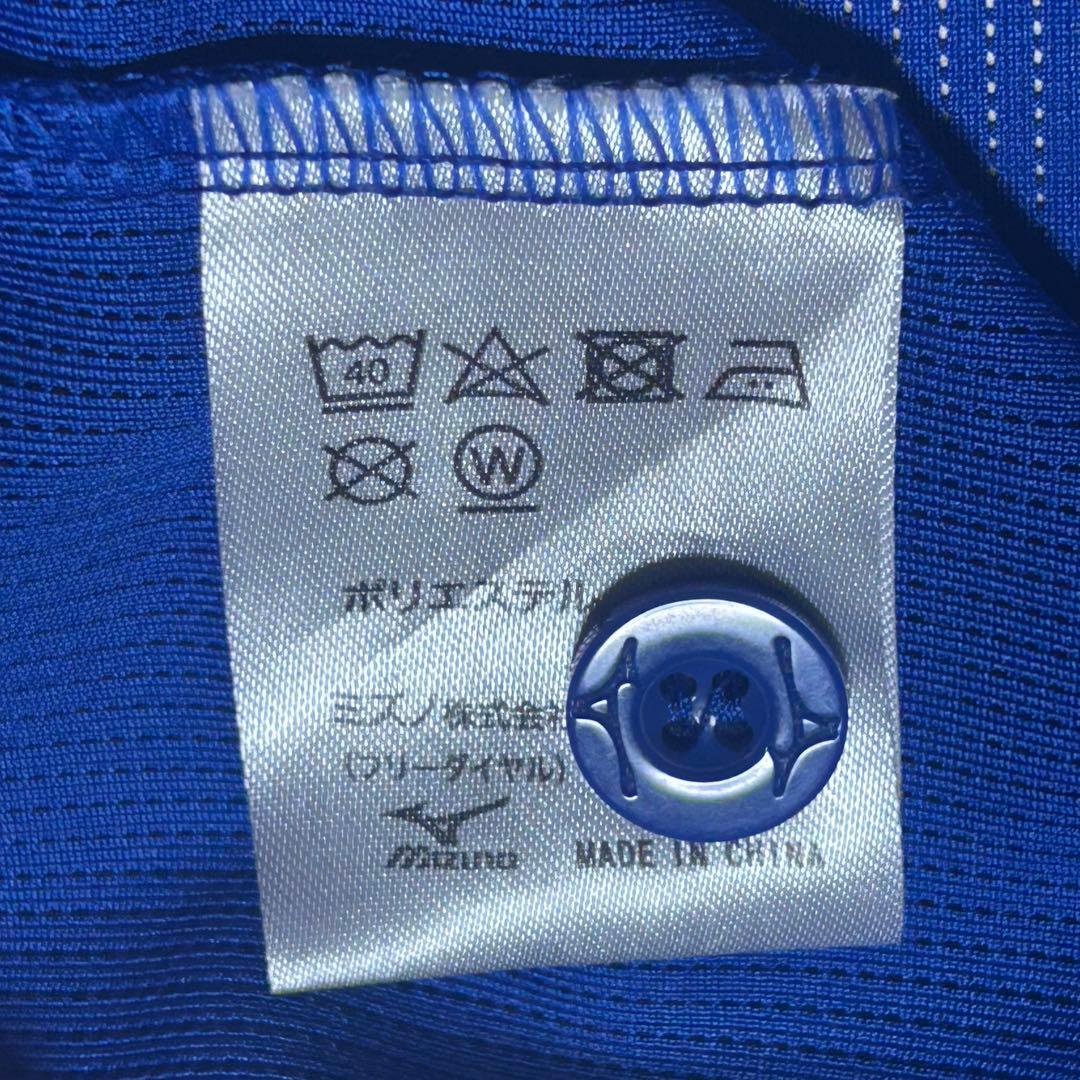 40
W
ポリエステル
ミズノ株式会社
(フリーダイヤル)
mizuno
MADE IN CHINA